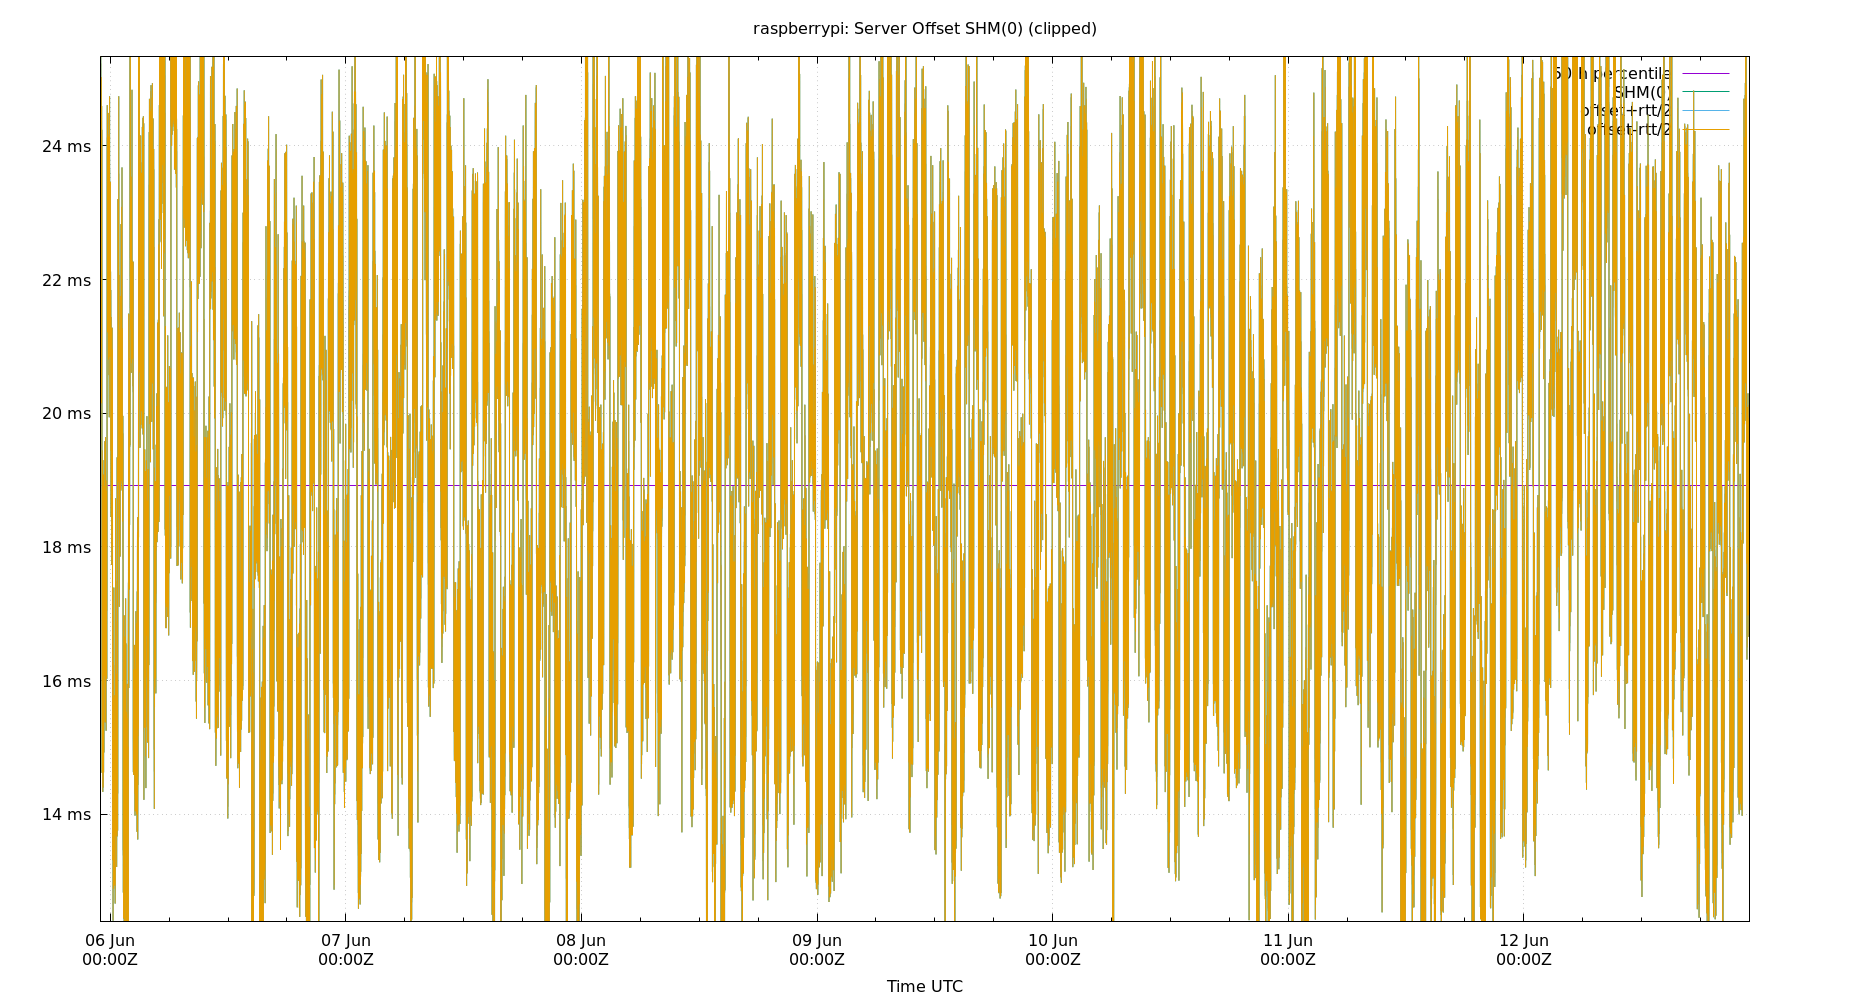 raspberrypi: Server Offset SHM(0) (clipped)
50th percentile
SHM(0)
offset+rtt/2
offset-rtt/2
24 ms
22 ms
20 ms
18 ms
16 ms
14 ms
06 Jun 07 Jun 08 Jun 09 Jun 10 Jun 11 Jun 12 Jun
00:00Z 00:00Z 00:00Z 00:00Z 00:00Z 00:00Z 00:00Z
Time UTC